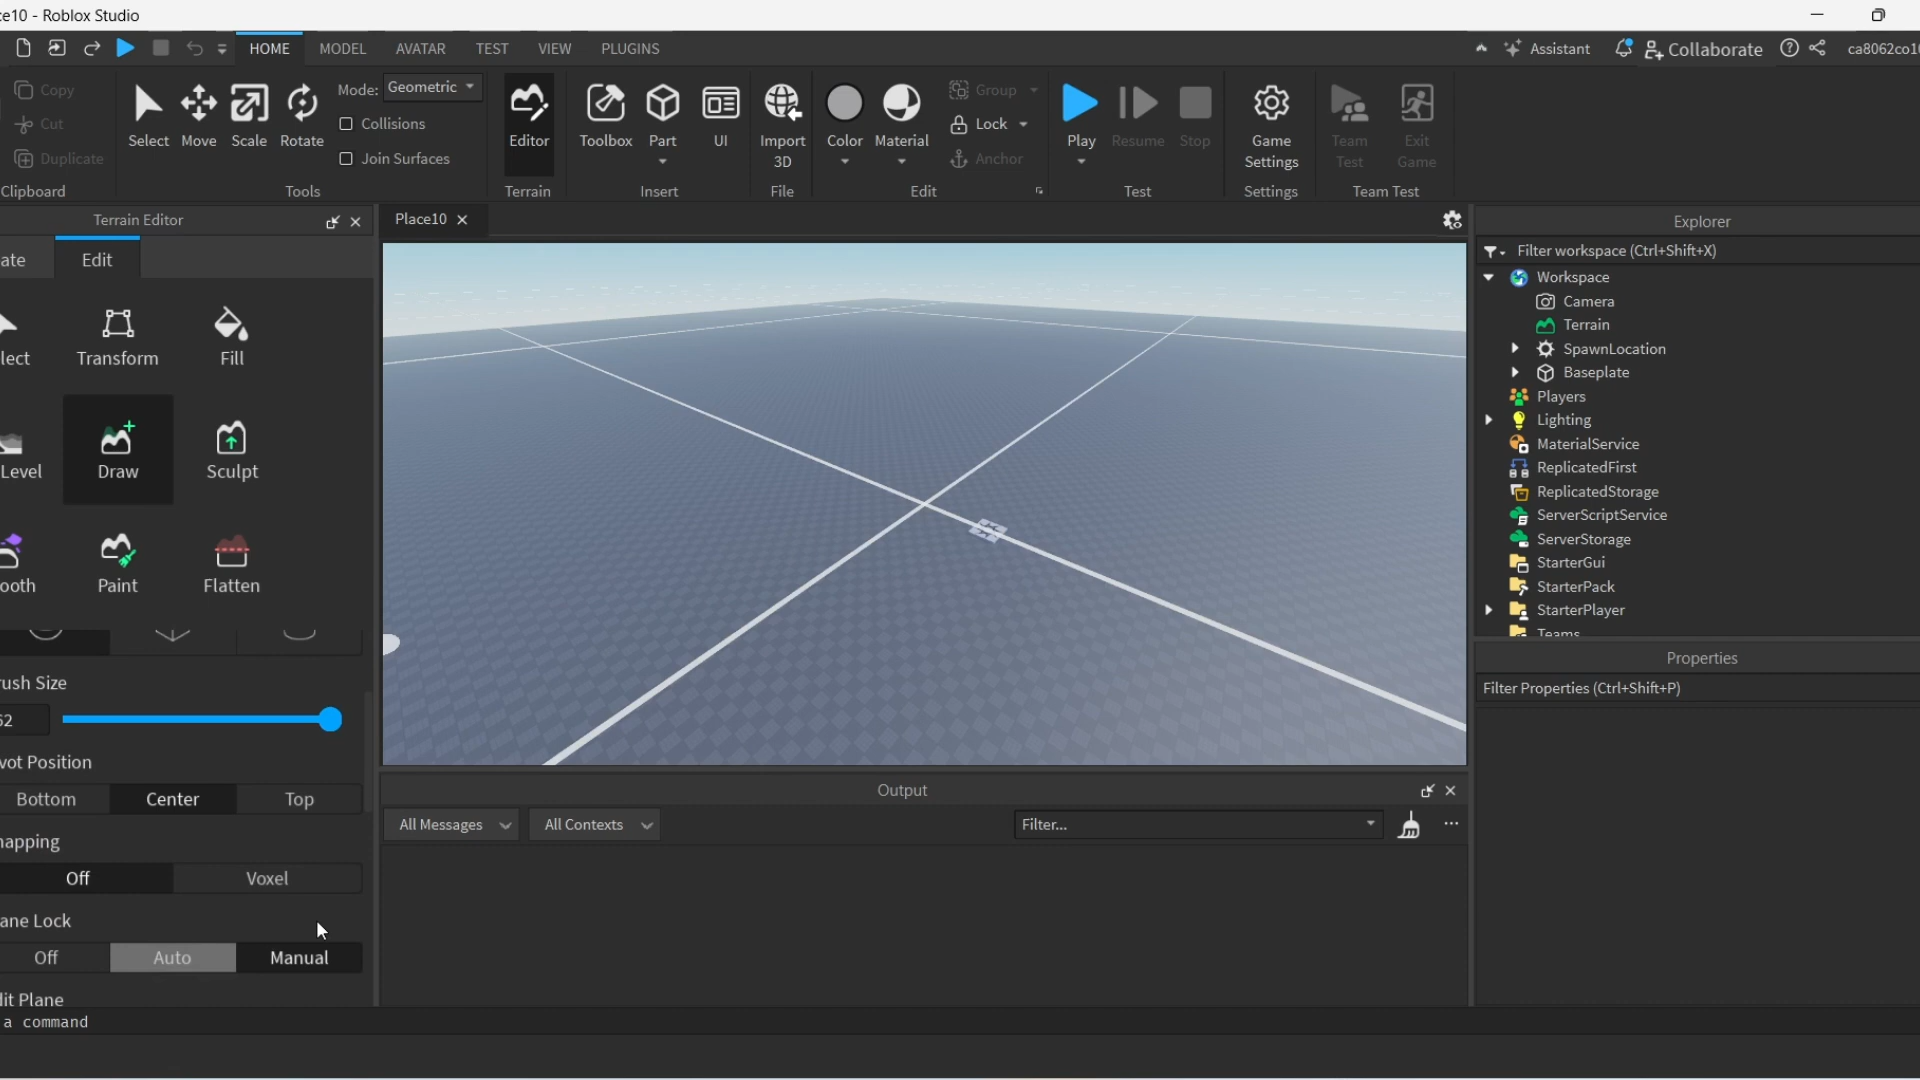 ce10 - Roblox Studio
HOME MODEL AVATAR TEST VIEW PLUGINS Assistant Collaborate ca8062co1
Copy
Cut
Duplicate
Clipboard
Select Move Scale Rotate
Mode: Geometric
Collisions
Join Surfaces
Tools
Editor
Terrain
Toolbox Part UI
Insert
Import
3D
File
Color Material
Group
Lock
Anchor
Edit
Play Resume Stop
Test
Game
Settings
Settings
Team
Test
Exit
Game
Team Test
Terrain Editor
ate Edit
lect Transform Fill
Level Draw Sculpt
ooth Paint Flatten
rush Size
62
vot Position
Bottom Center Top
napping
Off Voxel
ane Lock
Off Auto Manual
dit Plane
a command
Place10
Output
All Messages All Contexts Filter...
Explorer
Filter workspace (Ctrl+Shift+X)
Workspace
Camera
Terrain
SpawnLocation
Baseplate
Players
Lighting
MaterialService
ReplicatedFirst
ReplicatedStorage
ServerScriptService
ServerStorage
StarterGui
StarterPack
StarterPlayer
Teams
Properties
Filter Properties (Ctrl+Shift+P)